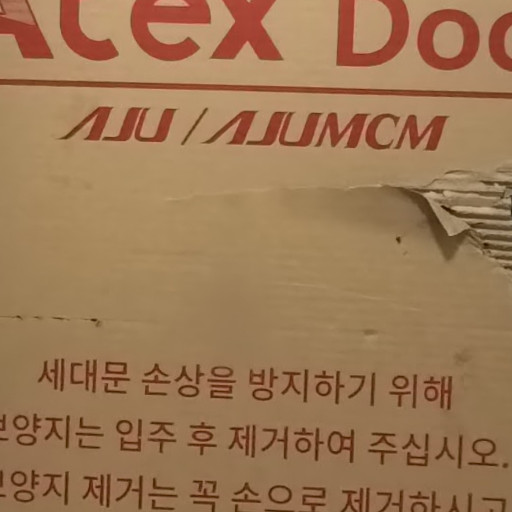 Acex Doo
AJU / AJUMCM
세대문 손상을 방지하기 위해
보양지는 입주 후 제거하여 주십시오.
보양지 제거는 꼭 손으로 제거하시고